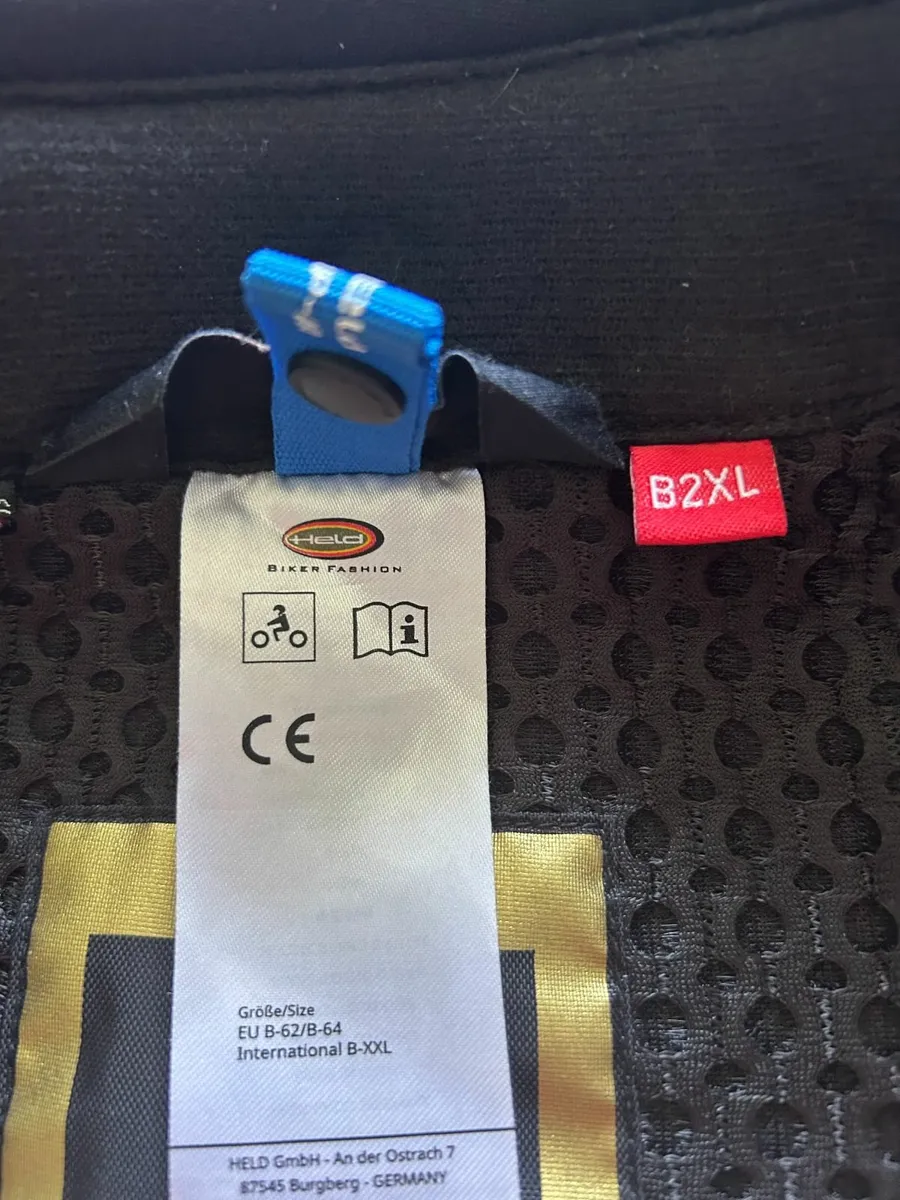 B2XL
Held
BIKER FASHION
i
CE
Größe/Size
EU B-62/B-64
International B-XXL
HELD GmbH - An der Ostrach 7
87545 Burgberg - GERMANY